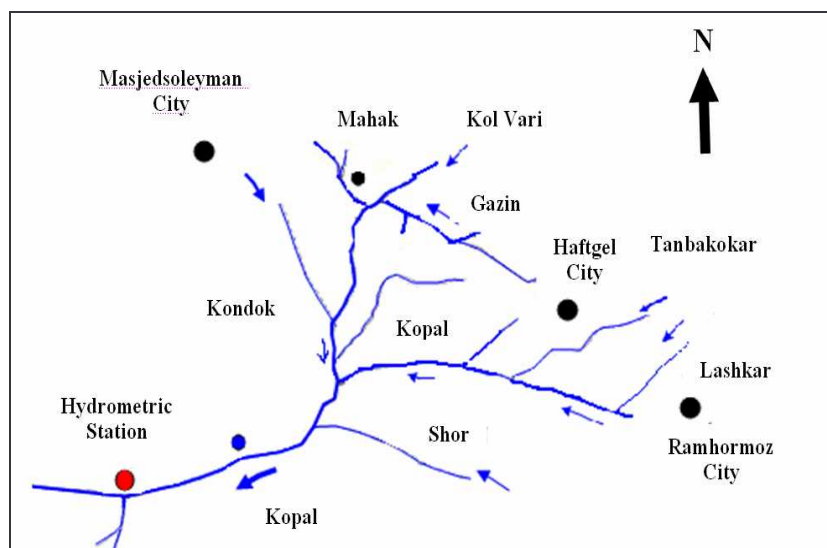 N
Masjedsoleyman
City
Mahak
Kol Vari
Gazin
Haftgel
City
Tanbakokar
Kondok
Kopal
Lashkar
Hydrometric
Station
Shor
Ramhormoz
City
Kopal